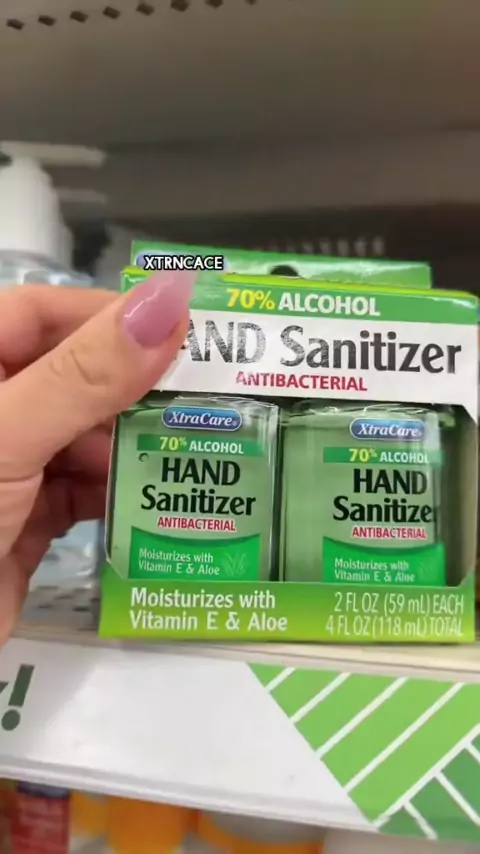 XTRNCACE
70% ALCOHOL
AND Sanitizer
ANTIBACTERIAL
XtraCare
70% ALCOHOL
HAND
Sanitizer
ANTIBACTERIAL
Moisturizes with
Vitamin E & Aloe
XtraCare
70% ALCOHOL
HAND
Sanitizer
ANTIBACTERIAL
Moisturizes with
Vitamin E & Aloe
Moisturizes with
Vitamin E & Aloe
2 FL OZ (59 mL) EACH
4 FL OZ (118 mL) TOTAL
!